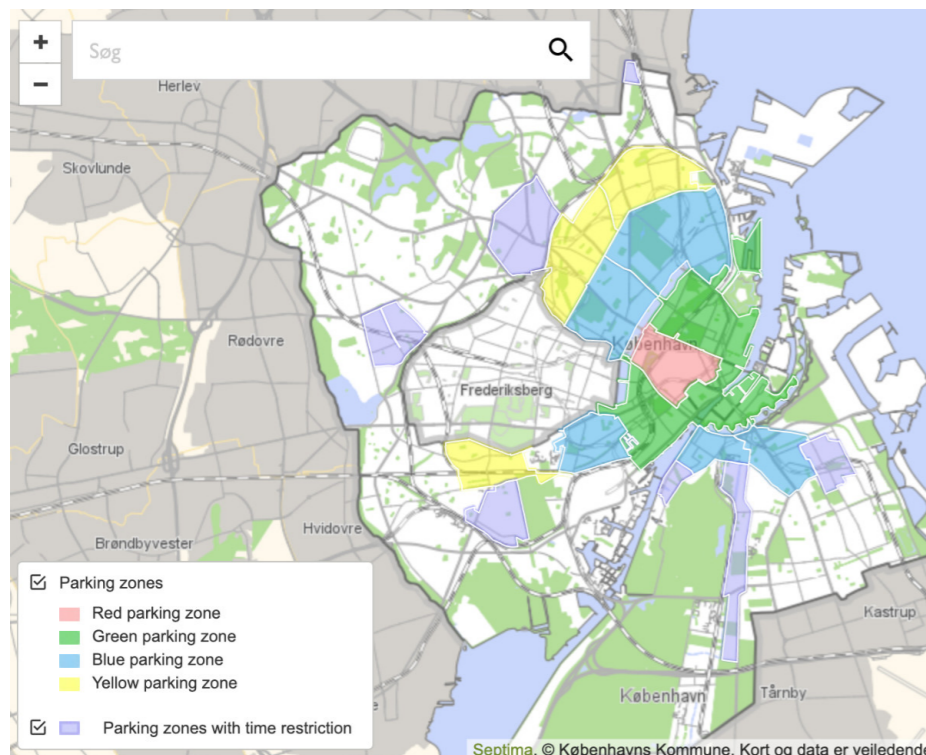 +
Søg
−
Herlev
Skovlunde
Rødovre
København
Frederiksberg
Glostrup
Hvidovre
Brøndbyvester
Parking zones
Red parking zone
Green parking zone
Blue parking zone
Yellow parking zone
Parking zones with time restriction
Kastrup
København
Tårnby
Septima, © Københavns Kommune, Kort og data er vejledende